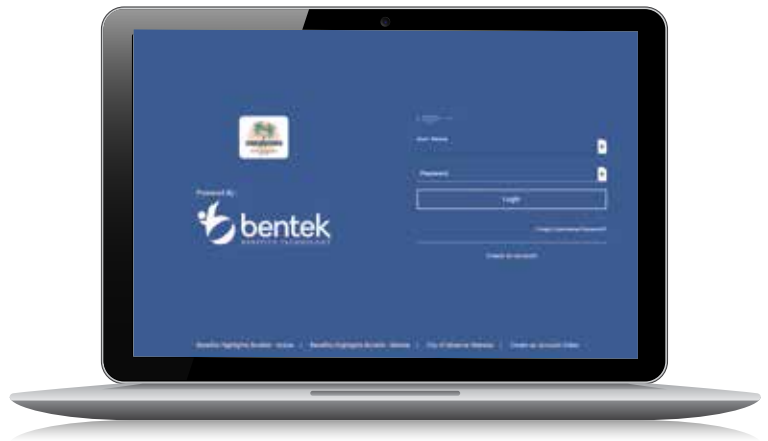 User Name
Password
Login
Powered By:
bentek
BENEFITS TECHNOLOGY
Forgot Username/Password?
Create an account
Benefits Highlights Booklet - Active | Benefits Highlights Booklet - Retiree | City of Miramar Website | Create an Account Video